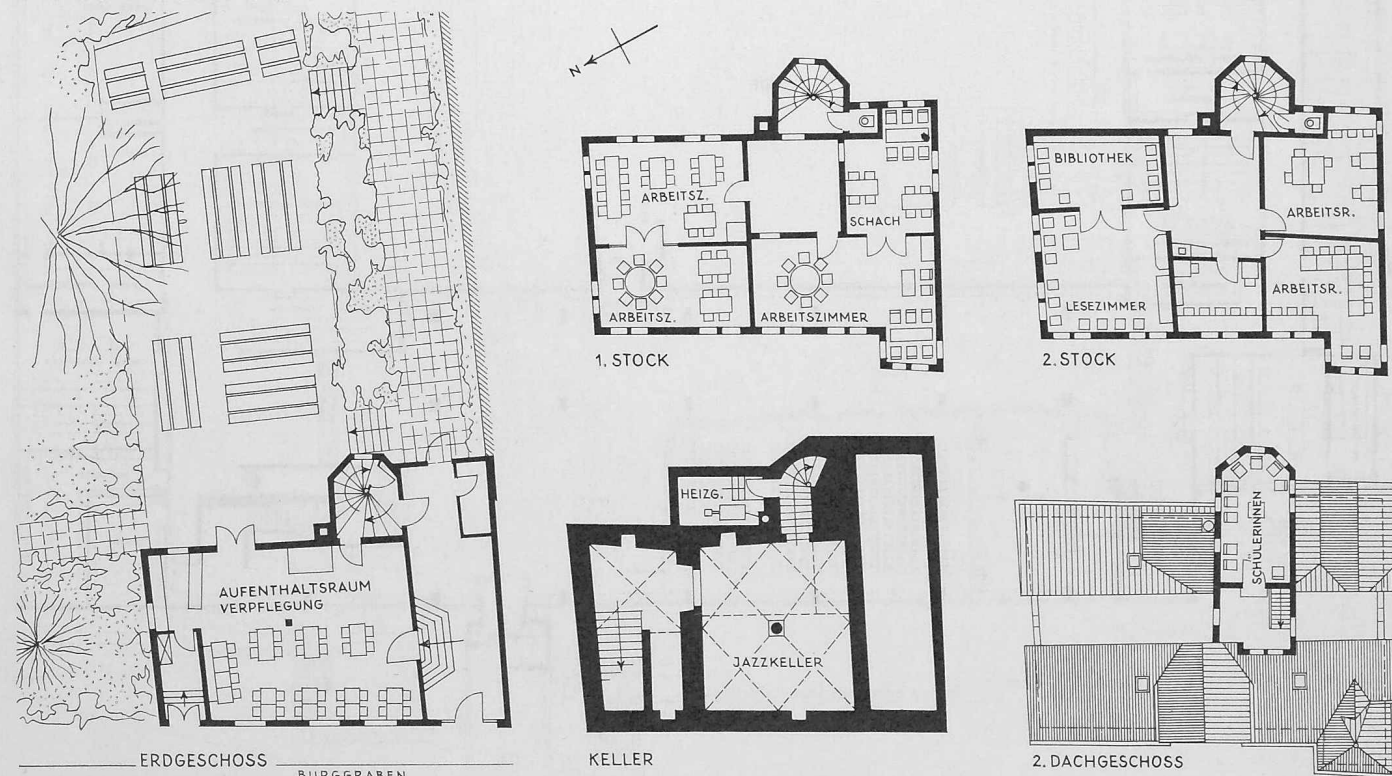 AUFENTHALTSRAUM
VERPFLEGUNG
ERDGESCHOSS
BURGGRABEN
N
ARBEITSZ.
SCHACH
ARBEITSZ.
ARBEITSZIMMER
1. STOCK
BIBLIOTHEK
ARBEITSR.
LESEZIMMER
ARBEITSR.
2. STOCK
HEIZG.
JAZZKELLER
KELLER
SCHÜLERINNEN
2. DACHGESCHOSS